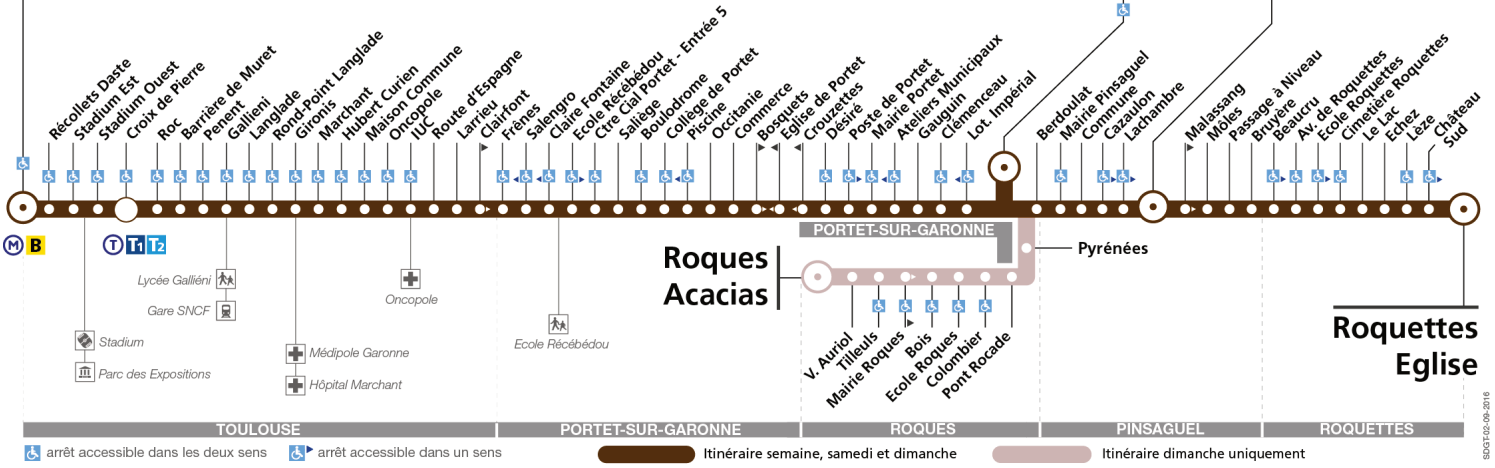 Récollets Daste
Stadium Est
Stadium Ouest
Croix de Pierre
Roc
Barrière de Muret
Penent
Galliéni
Langlade
Rond-Point Langlade
Gironis
Marchant
Hubert Curien
Maison Commune
Oncopole
IUC
Route d'Espagne
Larrieu
Clairfont
Frênes
Salengro
Claire Fontaine
Ecole Récébédou
Ctre Cial Portet - Entrée 5
Saliège
Boulodrome
Collège de Portet
Piscine
Occitanie
Commerce
Bosquets
Eglise de Portet
Crouzettes
Désiré
Poste de Portet
Mairie Portet
Ateliers Municipaux
Gauguin
Clémenceau
Lot. Impérial
Berdoulat
Mairie Pinsaguel
Commune
Cazaulon
Lachambre
Malassang
Môles
Passage à Niveau
Bruyère
Beaucru
Av. de Roquettes
Ecole Roquettes
Cimetière Roquettes
Le Lac
Echez
Lèze
Château
Sud
M B
T T1 T2
PORTET-SUR-GARONNE
Pyrénées
Roques
Acacias
Lycée Galliéni
Gare SNCF
Oncopole
Stadium
Parc des Expositions
Médipole Garonne
Hôpital Marchant
Ecole Récébédou
V. Auriol
Tilleuls
Mairie Roques
Bois
Ecole Roques
Colombier
Pont Rocade
Roquettes
Eglise
TOULOUSE
PORTET-SUR-GARONNE
ROQUES
PINSAGUEL
ROQUETTES
arrêt accessible dans les deux sens
arrêt accessible dans un sens
Itinéraire semaine, samedi et dimanche
Itinéraire dimanche uniquement
SDGT-02-09-2016